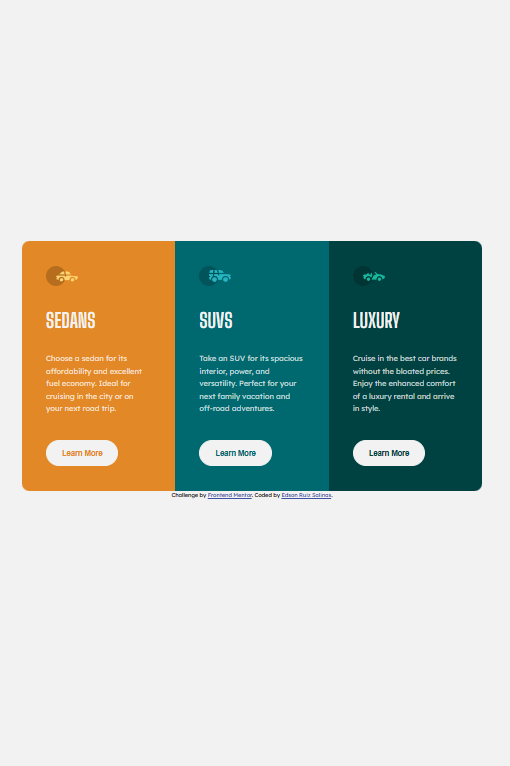 SEDANS
Choose a sedan for its
affordability and excellent
fuel economy. Ideal for
cruising in the city or on
your next road trip.
Learn More
SUVS
Take an SUV for its spacious
interior, power, and
versatility. Perfect for your
next family vacation and
off-road adventures.
Learn More
LUXURY
Cruise in the best car brands
without the bloated prices.
Enjoy the enhanced comfort
of a luxury rental and arrive
in style.
Learn More
Challenge by Frontend Mentor. Coded by Edson Ruiz Salinas.